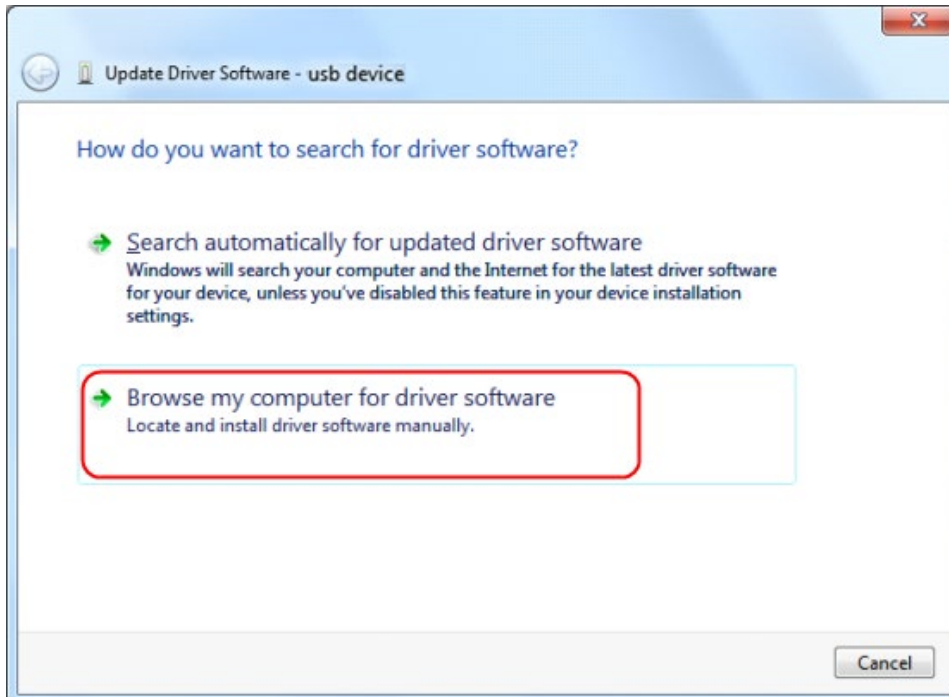 Update Driver Software - usb device
How do you want to search for driver software?
Search automatically for updated driver software
Windows will search your computer and the Internet for the latest driver software
for your device, unless you've disabled this feature in your device installation
settings.
Browse my computer for driver software
Locate and install driver software manually.
Cancel